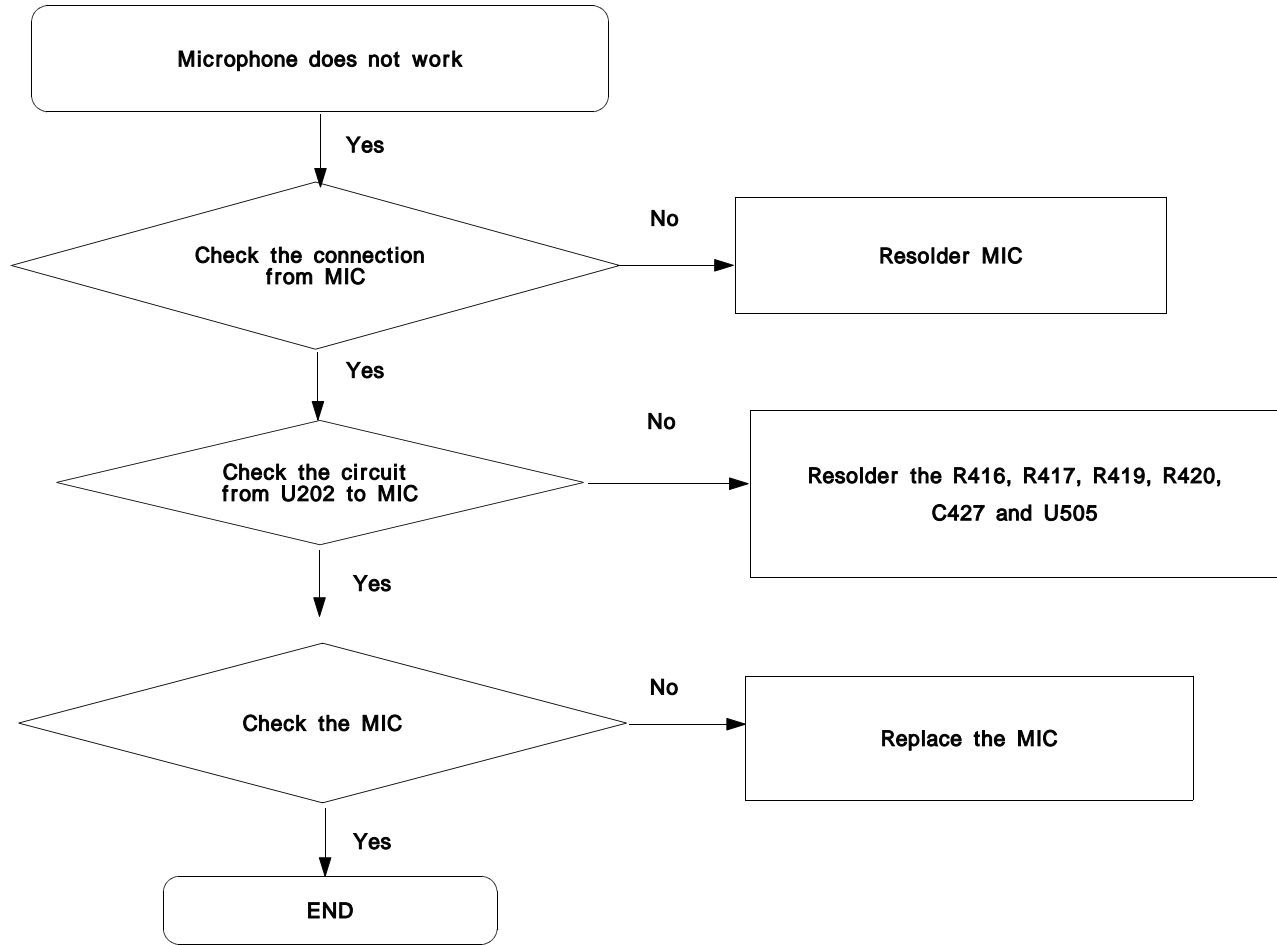 Microphone does not work
Yes
Check the connection
from MIC
No
Resolder MIC
Yes
Check the circuit
from U202 to MIC
No
Resolder the R416, R417, R419, R420,
C427 and U505
Yes
Check the MIC
No
Replace the MIC
Yes
END